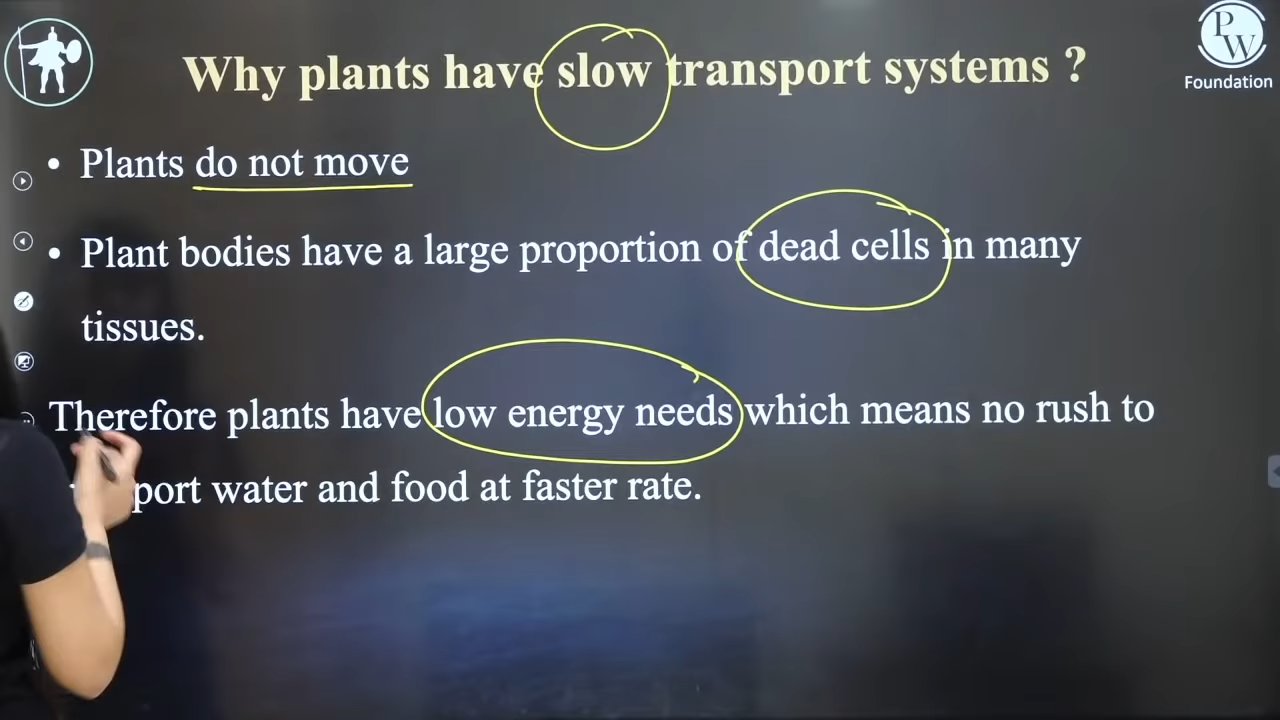 Why plants have slow transport systems ?
PW
Foundation
• Plants do not move
• Plant bodies have a large proportion of dead cells in many
tissues.
Therefore plants have low energy needs which means no rush to
port water and food at faster rate.